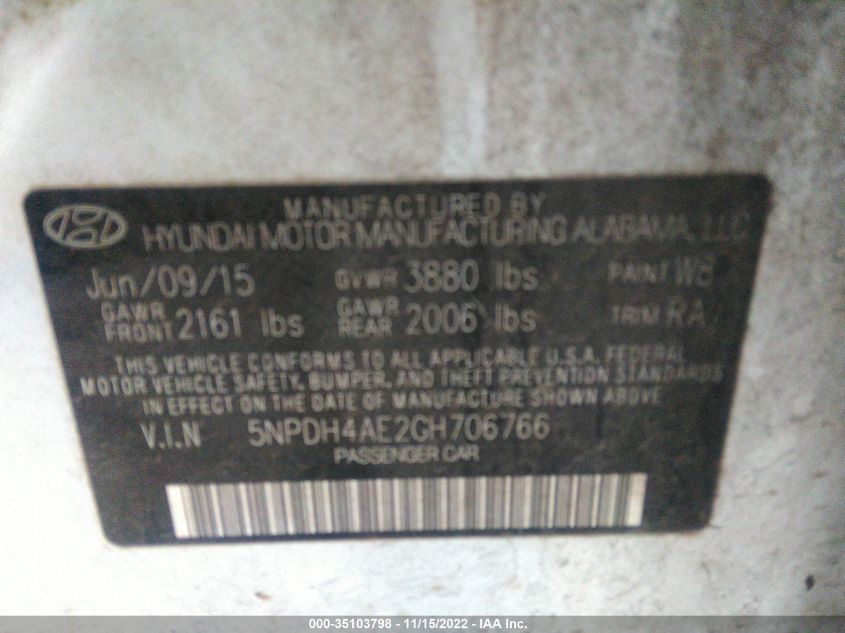 MANUFACTURED BY
HYUNDAI MOTOR MANUFACTURING ALABAMA, LLC
Jun/09/15 GVWR 3880 lbs PAINT W8
GAWR FRONT 2161 lbs GAWR REAR 2006 lbs TRIM RA
THIS VEHICLE CONFORMS TO ALL APPLICABLE U.S.A. FEDERAL
MOTOR VEHICLE SAFETY, BUMPER, AND THEFT PREVENTION STANDARDS
IN EFFECT ON THE DATE OF MANUFACTURE SHOWN ABOVE
V.I.N 5NPDH4AE2GH706766
PASSENGER CAR
000-35103798 - 11/15/2022 - IAA Inc.